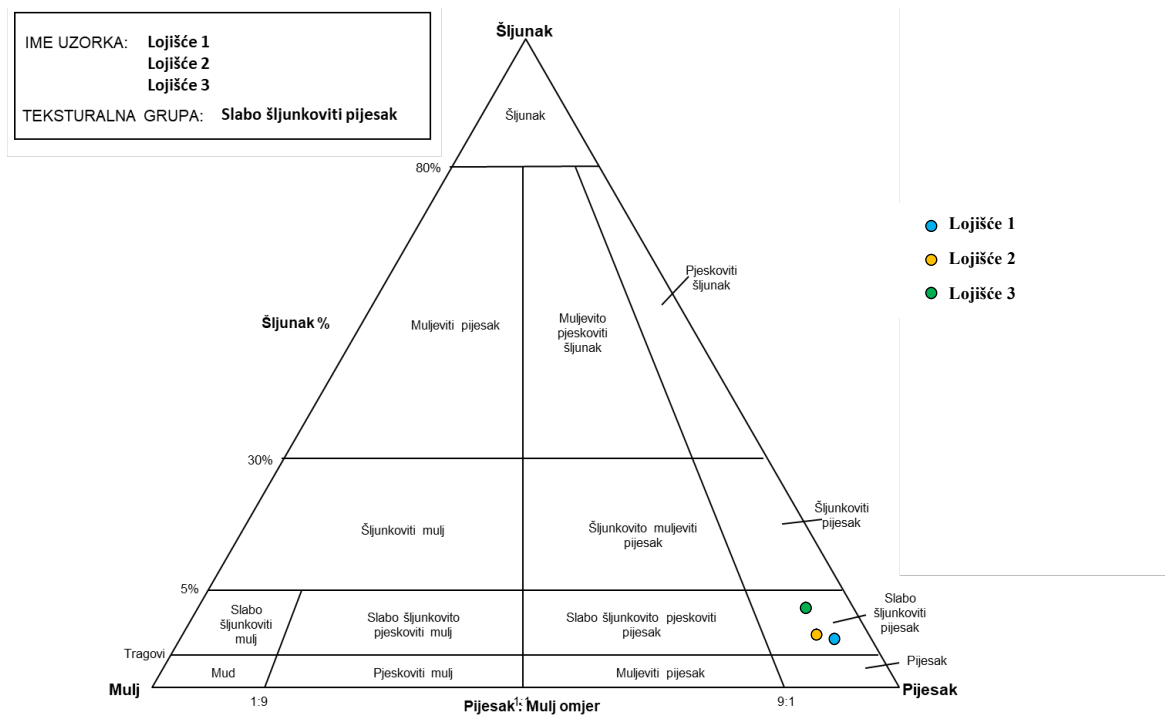 IME UZORKA: Lojišće 1
Lojišće 2
Lojišće 3
TEKSTURALNA GRUPA: Slabo šljunkoviti pijesak
Šljunak
Šljunak
80%
Pjeskoviti
šljunak
Lojišće 1
Lojišće 2
Lojišće 3
Šljunak %
Muljeviti pijesak
Muljevito
pjeskoviti
šljunak
30%
Šljunkoviti mulj
Šljunkovito muljeviti
pijesak
Šljunkoviti
pijesak
5%
Slabo
šljunkoviti
mulj
Slabo šljunkovito
pjeskoviti mulj
Slabo šljunkovito pjeskoviti
pijesak
Slabo
šljunkoviti
pijesak
Tragovi
Mud
Pjeskoviti mulj
Muljeviti pijesak
Pijesak
Mulj
Pijesak
1:9
1:1
9:1
Pijesak : Mulj omjer